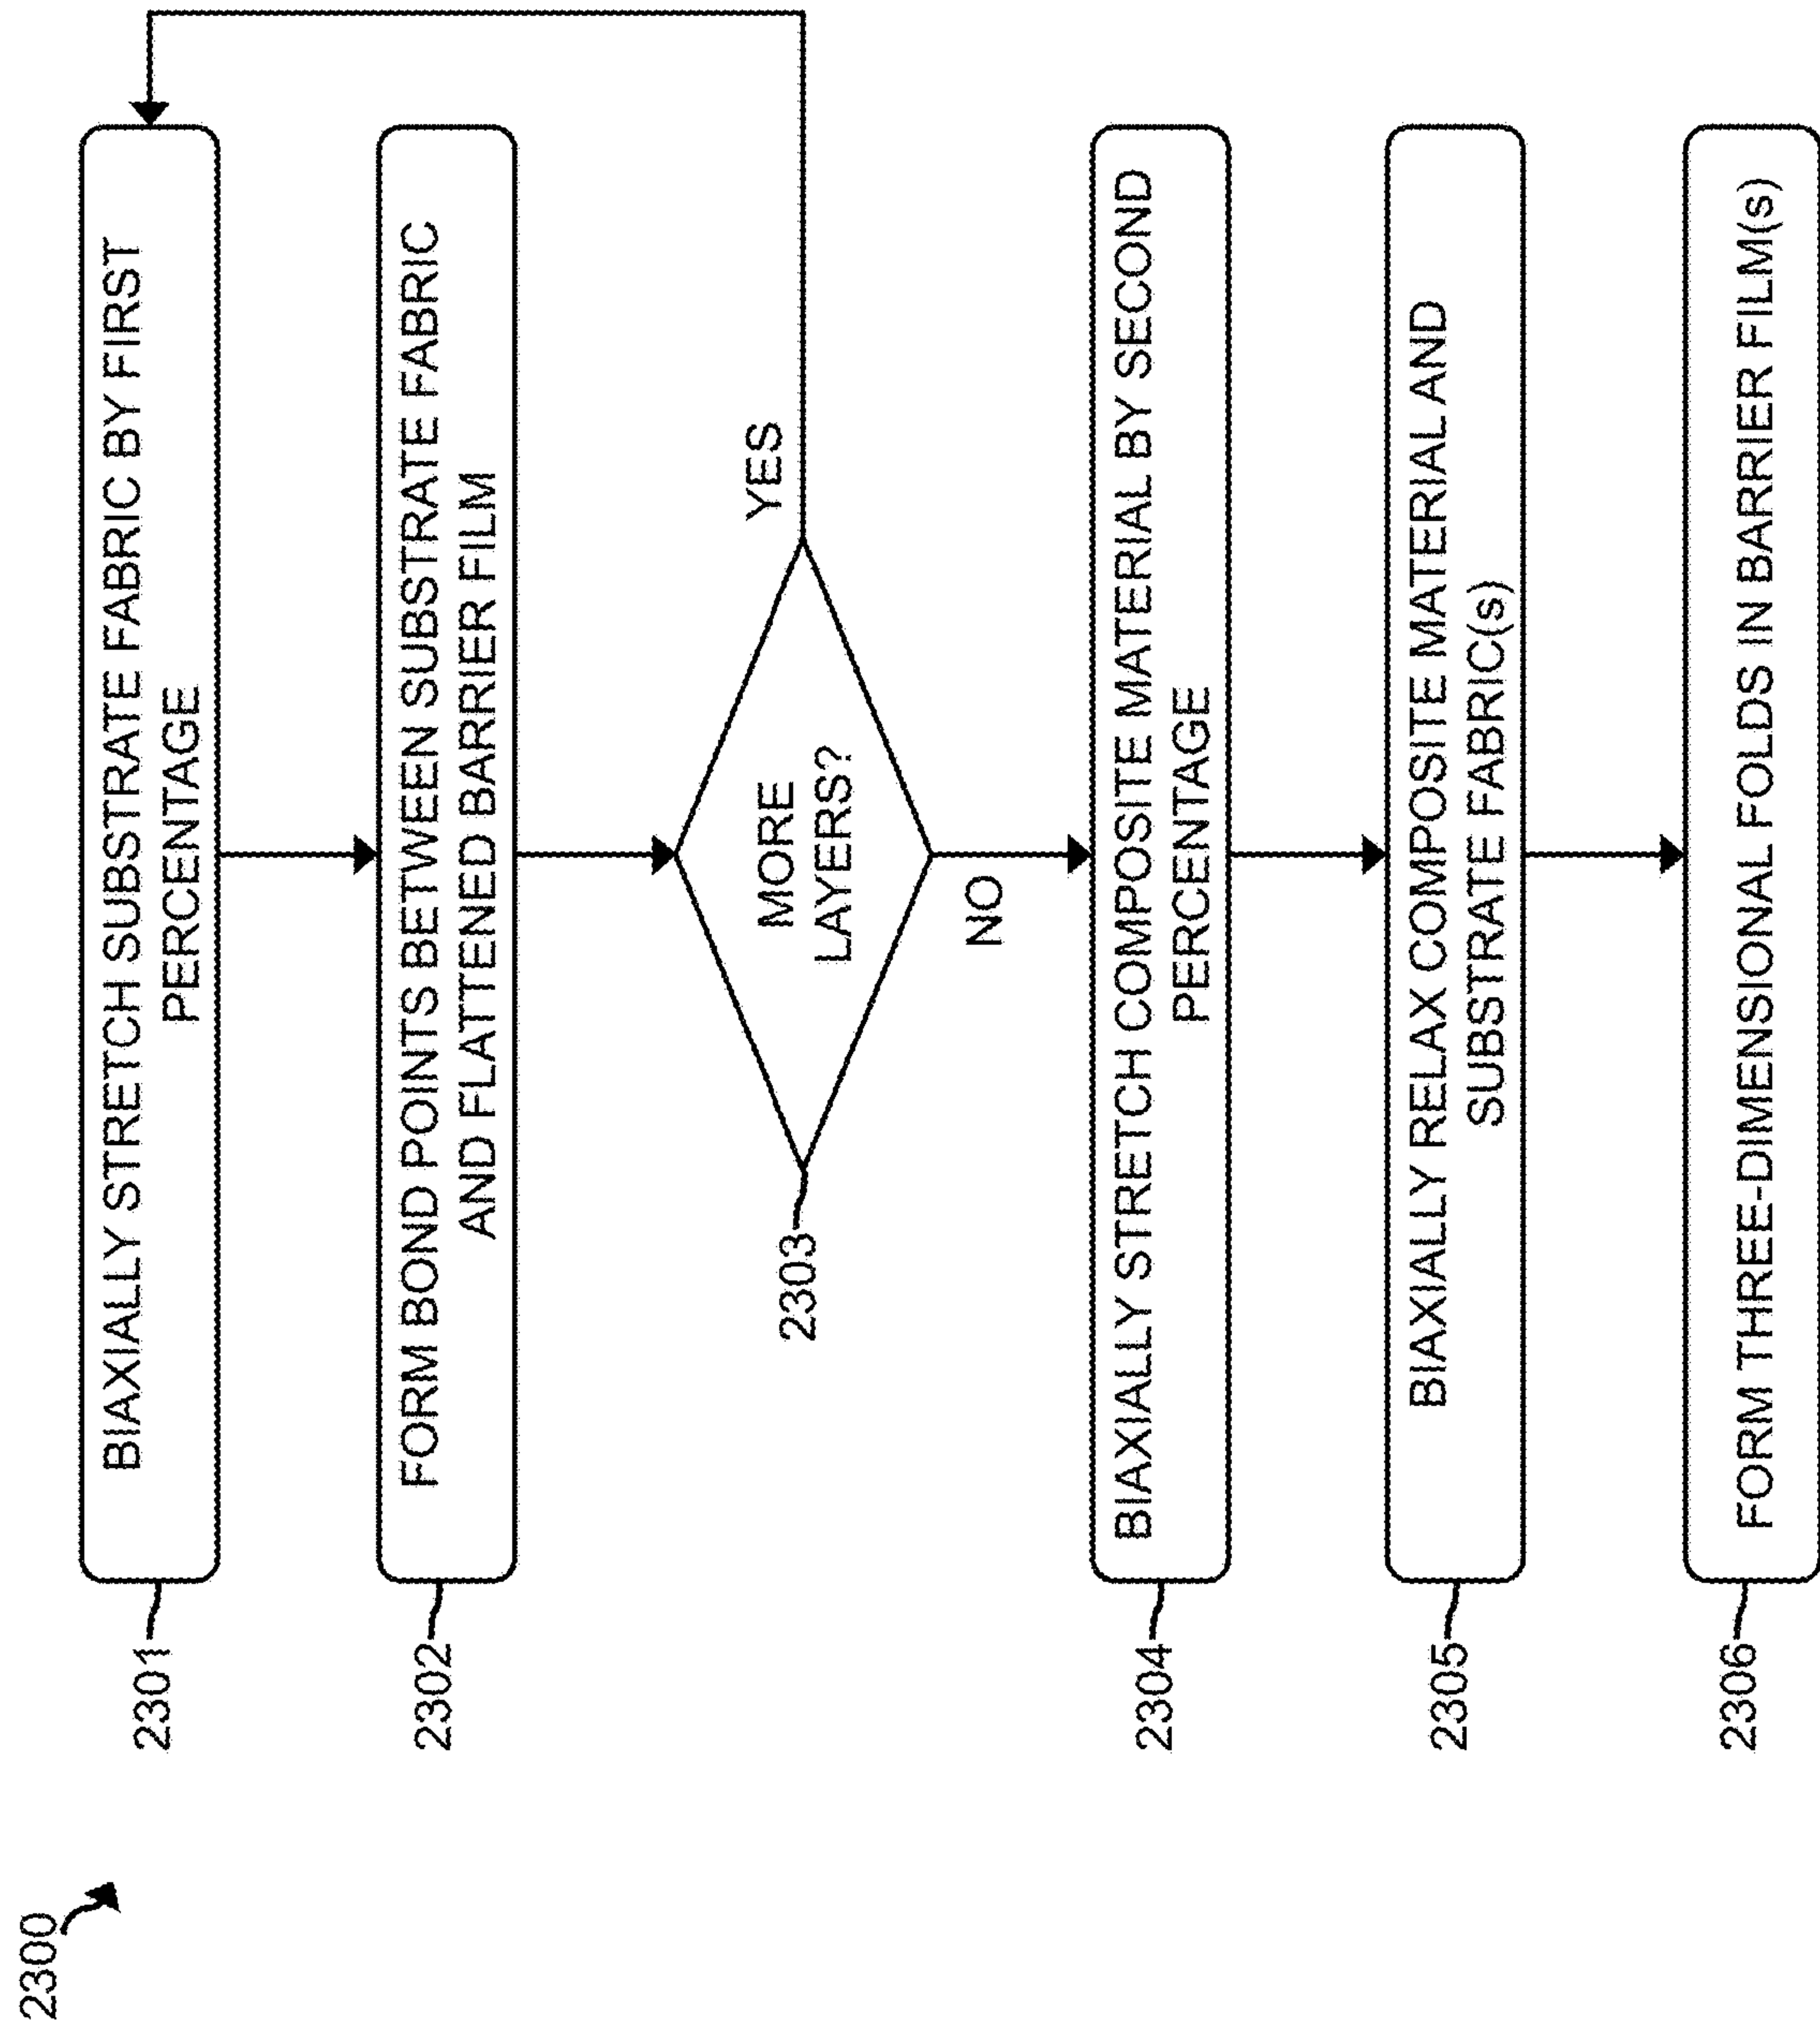 2300
2301
BIAXIALLY STRETCH SUBSTRATE FABRIC BY FIRST
PERCENTAGE
2302
FORM BOND POINTS BETWEEN SUBSTRATE FABRIC
AND FLATTENED BARRIER FILM
2303
MORE
LAYERS?
YES
NO
2304
BIAXIALLY STRETCH COMPOSITE MATERIAL BY SECOND
PERCENTAGE
2305
BIAXIALLY RELAX COMPOSITE MATERIAL AND
SUBSTRATE FABRIC(s)
2306
FORM THREE-DIMENSIONAL FOLDS IN BARRIER FILM(s)